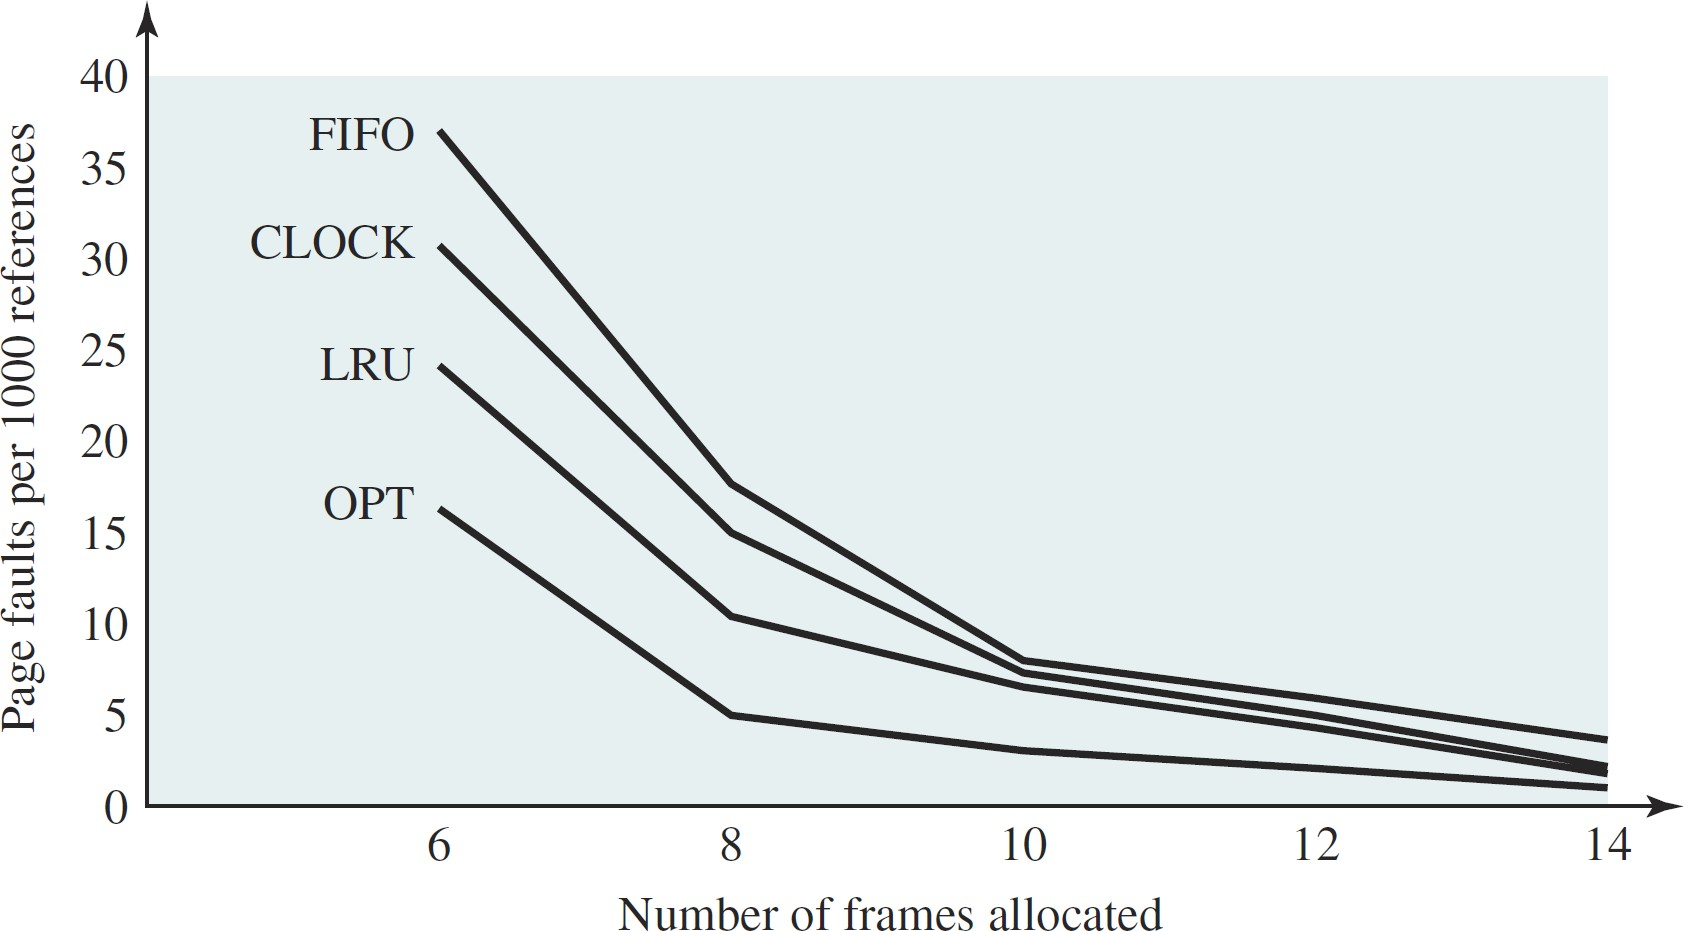 Page faults per 1000 references
40
35
30
25
20
15
10
5
0
FIFO
CLOCK
LRU
OPT
6 8 10 12 14
Number of frames allocated